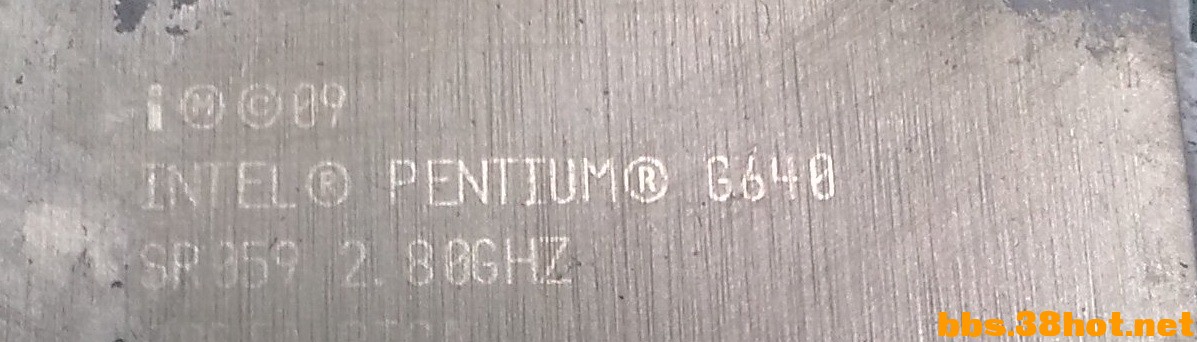 i Ⓜ ©09
INTEL® PENTIUM® G640
SR059 2.80GHZ
bbs.38hot.net